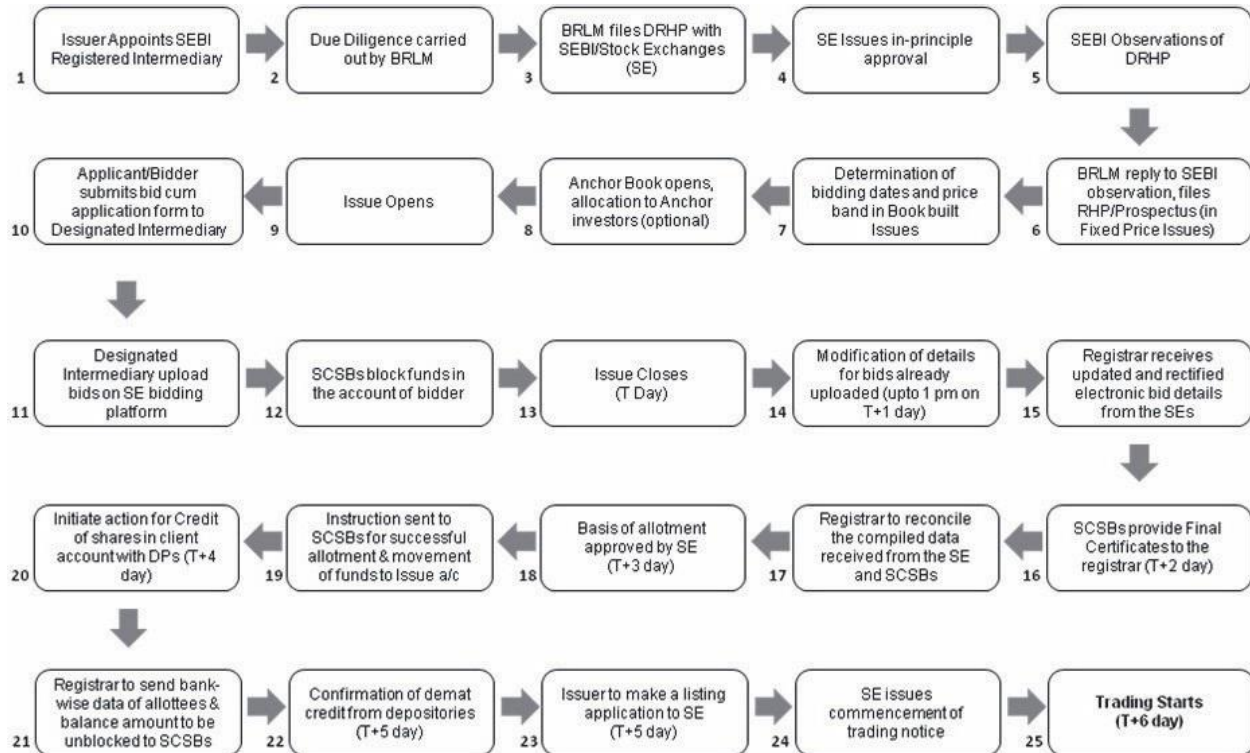 Issuer Appoints SEBI
Registered Intermediary
1
Due Diligence carried
out by BRLM
2
BRLM files DRHP with
SEBI/Stock Exchanges
(SE)
3
SE Issues in-principle
approval
4
SEBI Observations of
DRHP
5
BRLM reply to SEBI
observation, files
RHP/Prospectus (in
Fixed Price Issues)
6
Determination of
bidding dates and price
band in Book built
Issues
7
Anchor Book opens,
allocation to Anchor
investors (optional)
8
Issue Opens
9
Applicant/Bidder
submits bid cum
application form to
Designated Intermediary
10
Designated
Intermediary upload
bids on SE bidding
platform
11
SCSBs block funds in
the account of bidder
12
Issue Closes
(T Day)
13
Modification of details
for bids already
uploaded (upto 1 pm on
T+1 day)
14
Registrar receives
updated and rectified
electronic bid details
from the SEs
15
SCSBs provide Final
Certificates to the
registrar (T+2 day)
16
Registrar to reconcile
the compiled data
received from the SE
and SCSBs
17
Basis of allotment
approved by SE
(T+3 day)
18
Instruction sent to
SCSBs for successful
allotment & movement
of funds to Issue a/c
19
Initiate action for Credit
of shares in client
account with DPs (T+4
day)
20
Registrar to send bank-
wise data of allottees &
balance amount to be
unblocked to SCSBs
21
Confirmation of demat
credit from depositories
(T+5 day)
22
Issuer to make a listing
application to SE
(T+5 day)
23
SE issues
commencement of
trading notice
24
Trading Starts
(T+6 day)
25